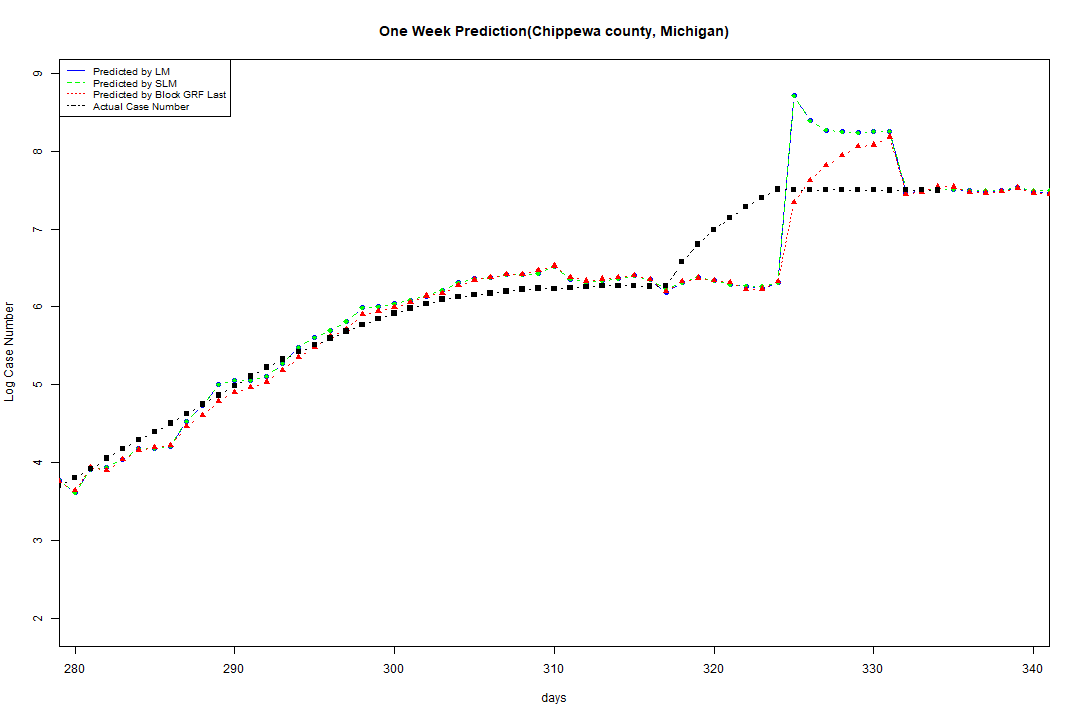 One Week Prediction(Chippewa county, Michigan)
Predicted by LM
Predicted by SLM
Predicted by Block GRF Last
Actual Case Number
9
8
7
6
5
4
3
2
Log Case Number
280 290 300 310 320 330 340
days